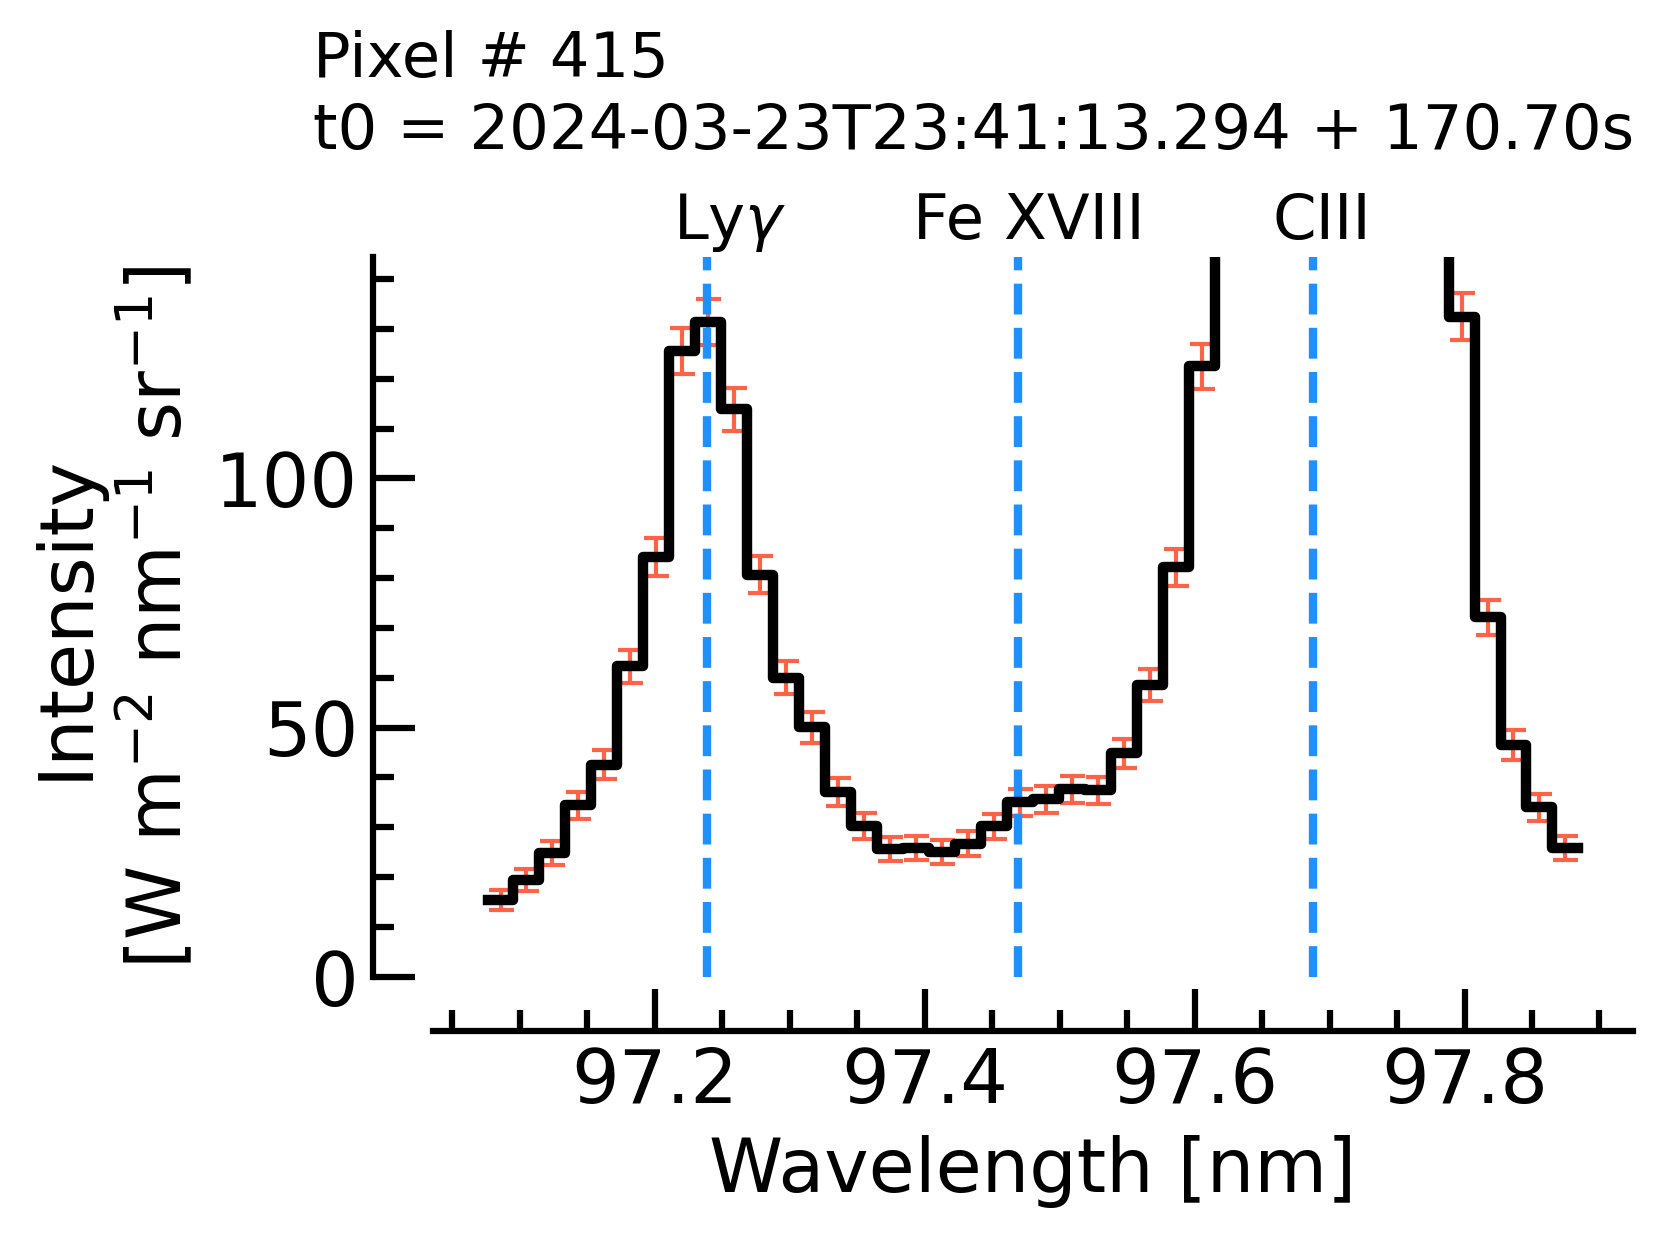 Pixel # 415
t0 = 2024-03-23T23:41:13.294 + 170.70s
Lyγ Fe XVIII CIII
Intensity
[W m⁻² nm⁻¹ sr⁻¹]
100
50
0
97.2 97.4 97.6 97.8
Wavelength [nm]